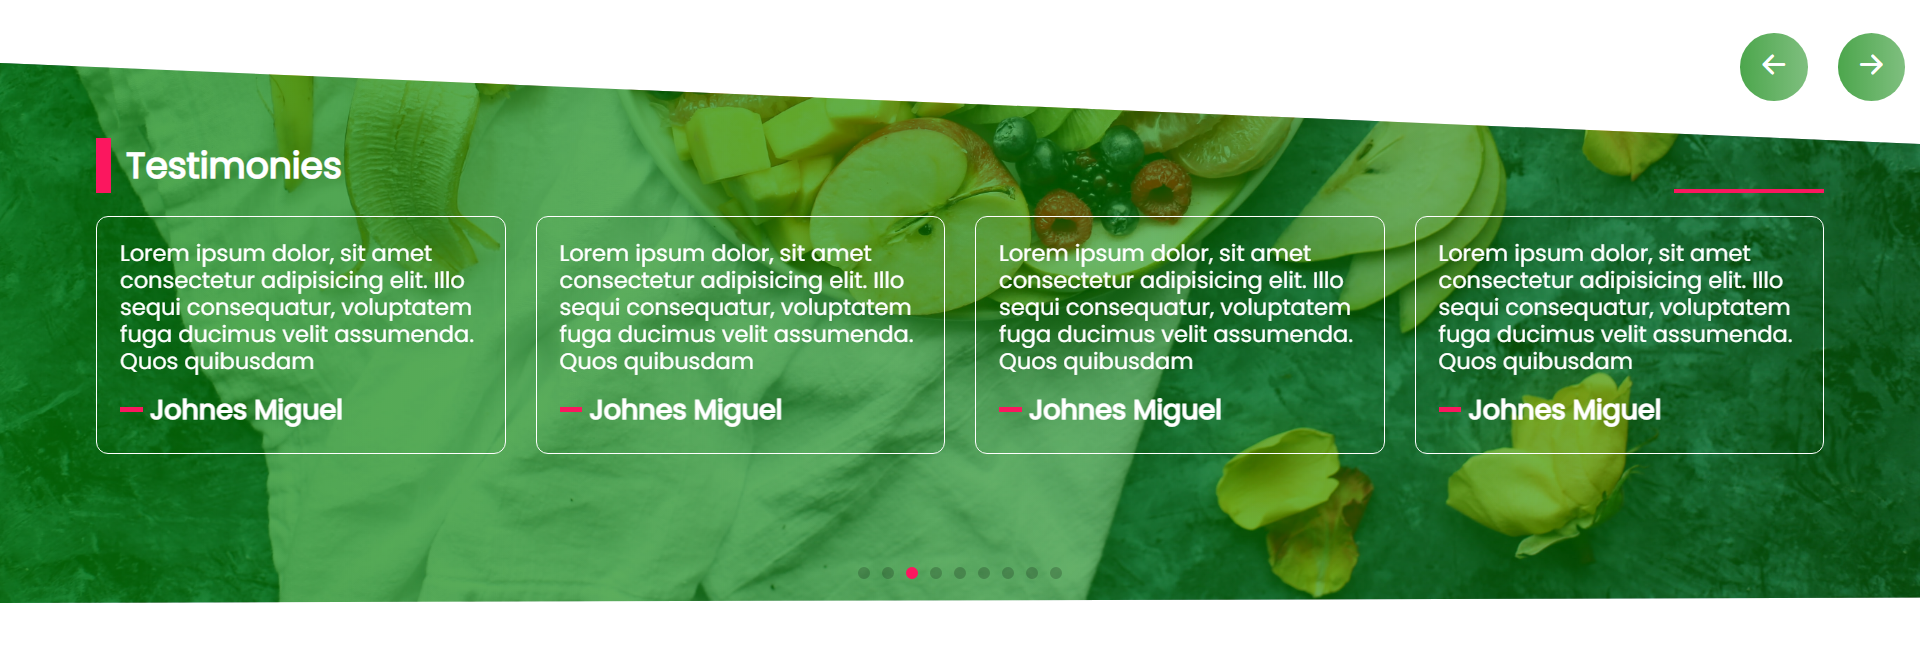 Testimonies
Lorem ipsum dolor, sit amet
consectetur adipisicing elit. Illo
sequi consequatur, voluptatem
fuga ducimus velit assumenda.
Quos quibusdam
Johnes Miguel
Lorem ipsum dolor, sit amet
consectetur adipisicing elit. Illo
sequi consequatur, voluptatem
fuga ducimus velit assumenda.
Quos quibusdam
Johnes Miguel
Lorem ipsum dolor, sit amet
consectetur adipisicing elit. Illo
sequi consequatur, voluptatem
fuga ducimus velit assumenda.
Quos quibusdam
Johnes Miguel
Lorem ipsum dolor, sit amet
consectetur adipisicing elit. Illo
sequi consequatur, voluptatem
fuga ducimus velit assumenda.
Quos quibusdam
Johnes Miguel